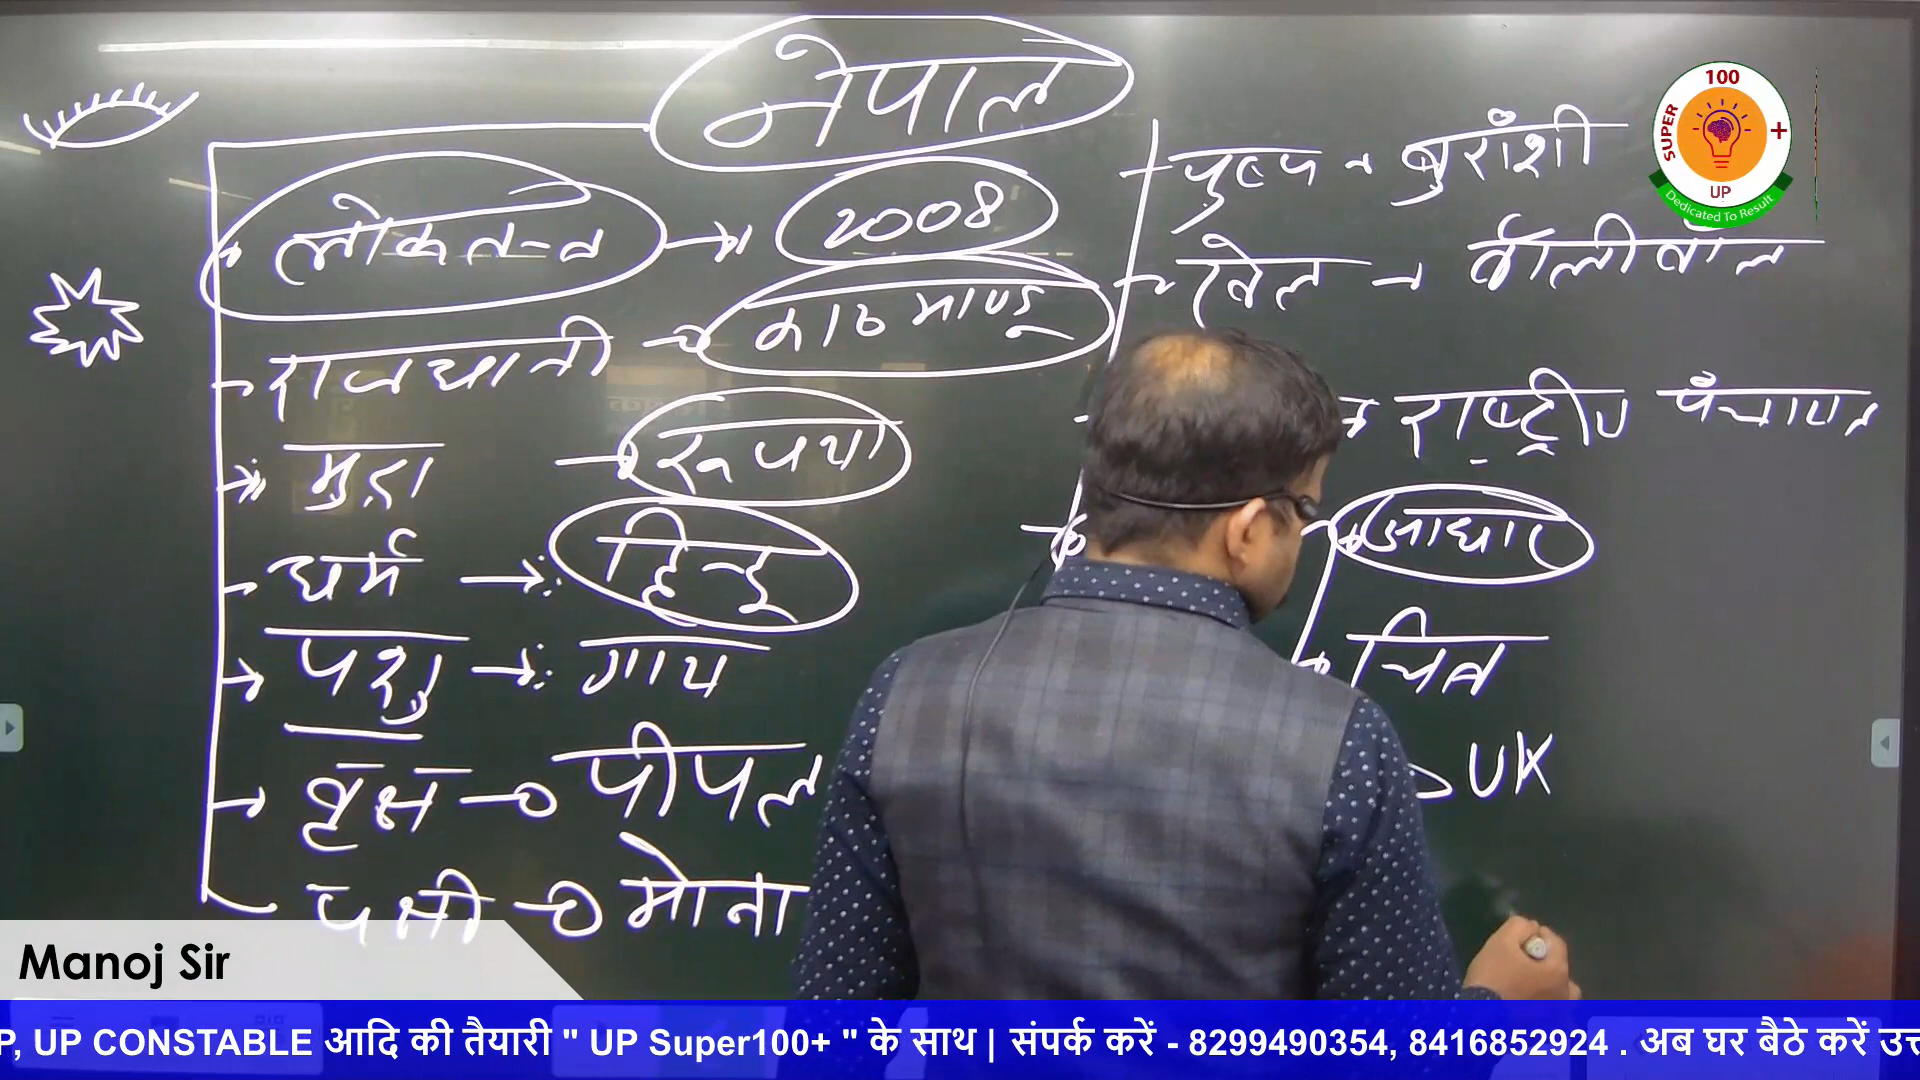 नेपाल
लोकतन्त्र → 2008
राजधानी → काठमाण्डू
मुद्रा → रूपया
धर्म → हिन्दू
पशु → गाय
वृक्ष → पीपल
पक्षी → मोना
पुष्प → बुराँशी
खेल → वॉलीबॉल
→ राष्ट्रीय पंचायत
→ आधार
→ चित
UK
100
SUPER
+
UP
Dedicated To Result
Manoj Sir
P, UP CONSTABLE आदि की तैयारी " UP Super100+ " के साथ | संपर्क करें - 8299490354, 8416852924 . अब घर बैठे करें उत्त